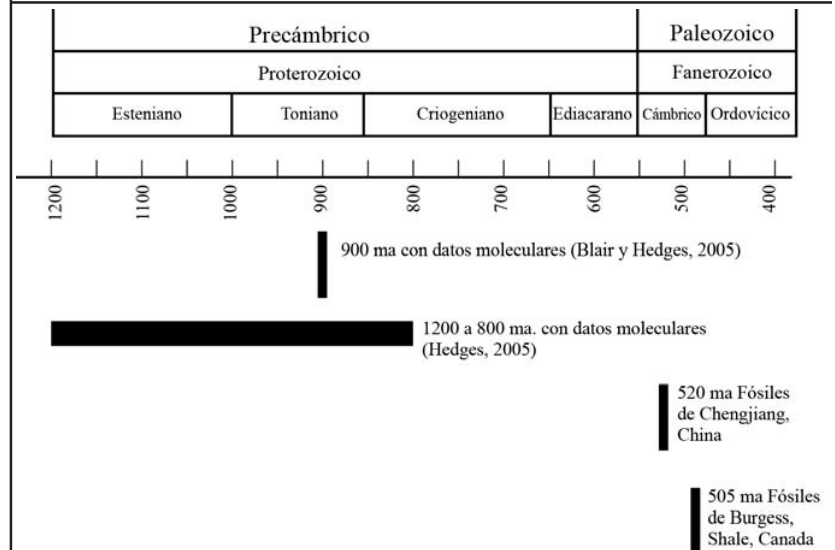 Precámbrico Paleozoico
Proterozoico Fanerozoico
Esteniano Toniano Criogeniano Ediacarano Cámbrico Ordovícico
1200 1100 1000 900 800 700 600 500 400
900 ma con datos moleculares (Blair y Hedges, 2005)
1200 a 800 ma. con datos moleculares
(Hedges, 2005)
520 ma Fósiles
de Chengjiang,
China
505 ma Fósiles
de Burgess,
Shale, Canada